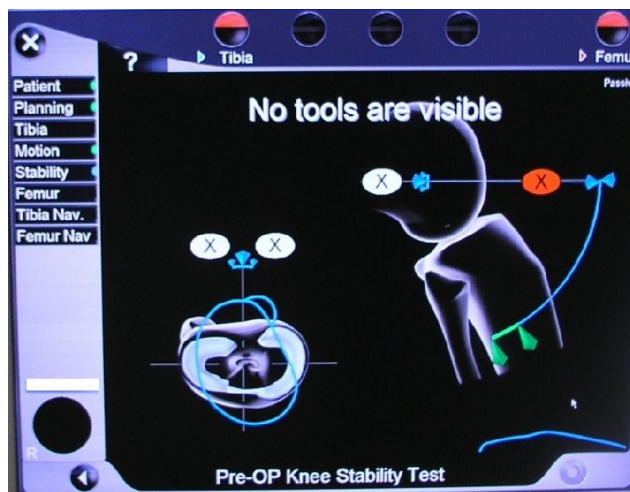 Tibia
Femu
?
Patient
Planning
Tibia
Motion
Stability
Femur
Tibia Nav.
Femur Nav
Passiv
No tools are visible
X
X
X
X
R
Pre-OP Knee Stability Test